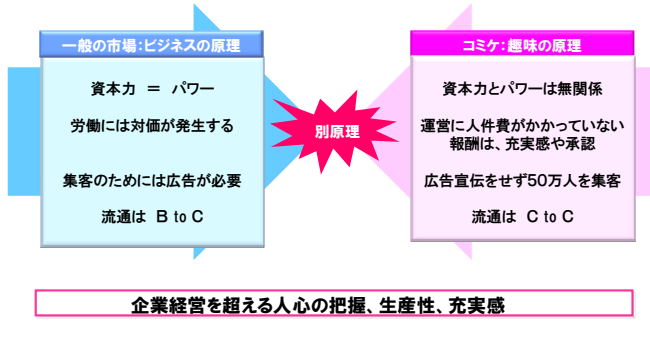 一般の市場：ビジネスの原理
資本力 ＝ パワー
労働には対価が発生する
集客のためには広告が必要
流通は B to C
別原理
コミケ：趣味の原理
資本力とパワーは無関係
運営に人件費がかかっていない
報酬は、充実感や承認
広告宣伝をせず50万人を集客
流通は C to C
企業経営を超える人心の把握、生産性、充実感